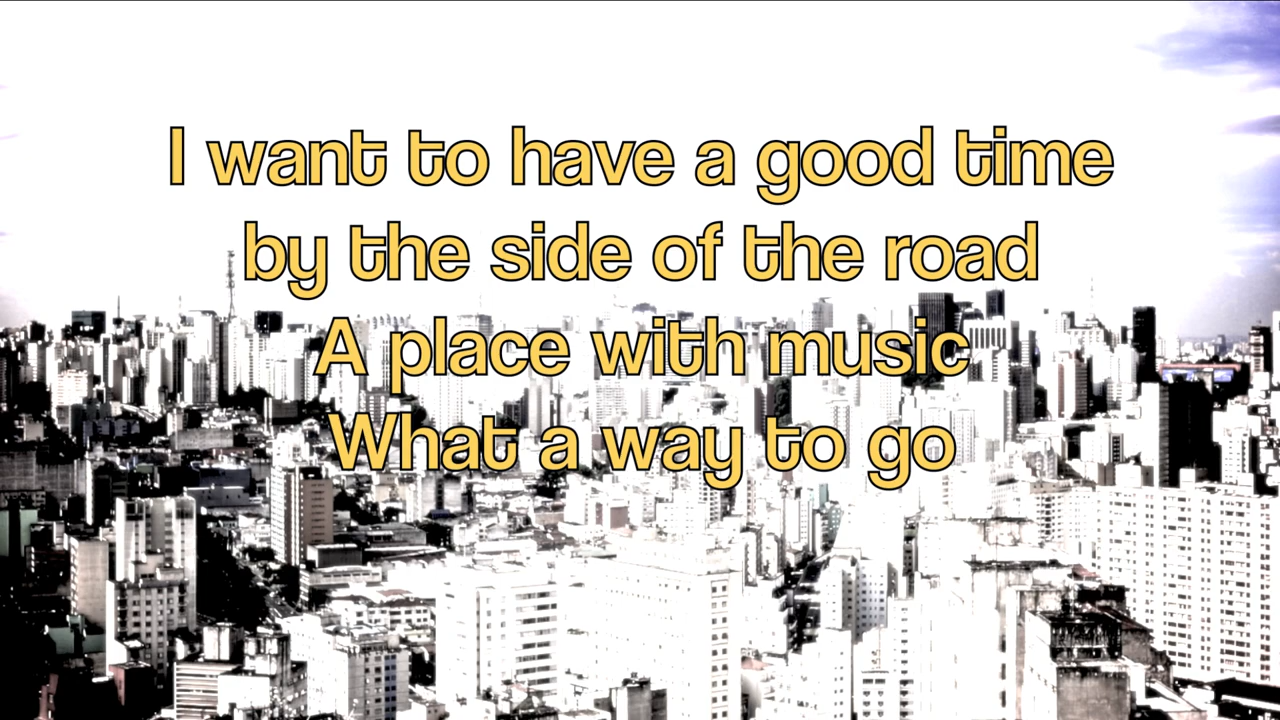 I want to have a good time
by the side of the road
A place with music
What a way to go